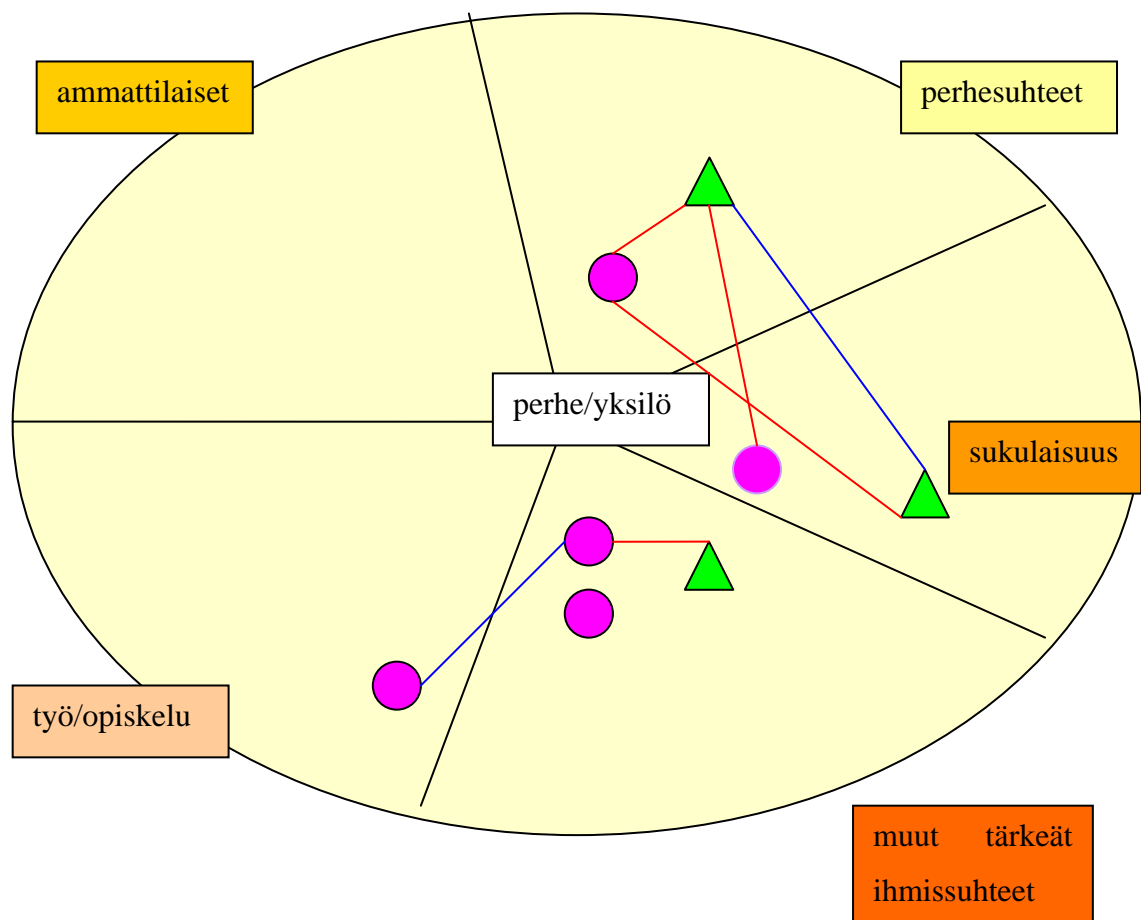 ammattilaiset
perhesuhteet
perhe/yksilö
sukulaisuus
työ/opiskelu
muut tärkeät
ihmissuhteet